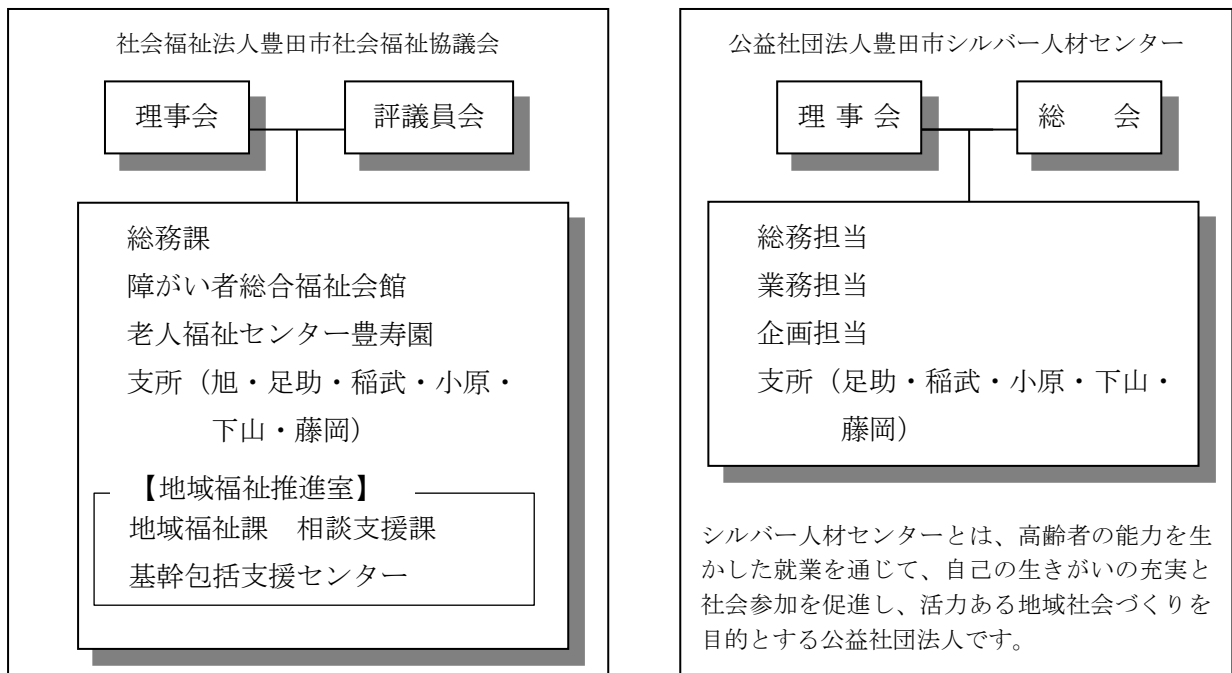 社会福祉法人豊田市社会福祉協議会
理事会
評議員会
総務課
障がい者総合福祉会館
老人福祉センター豊寿園
支所（旭・足助・稲武・小原・
下山・藤岡）
【地域福祉推進室】
地域福祉課　相談支援課
基幹包括支援センター
公益社団法人豊田市シルバー人材センター
理 事 会
総　　会
総務担当
業務担当
企画担当
支所（足助・稲武・小原・下山・
藤岡）
シルバー人材センターとは、高齢者の能力を生
かした就業を通じて、自己の生きがいの充実と
社会参加を促進し、活力ある地域社会づくりを
目的とする公益社団法人です。